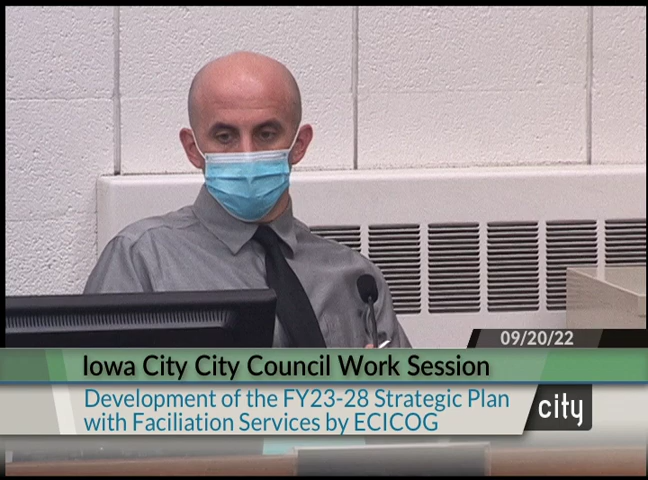 09/20/22
Iowa City City Council Work Session
Development of the FY23-28 Strategic Plan
with Faciliation Services by ECICOG
city